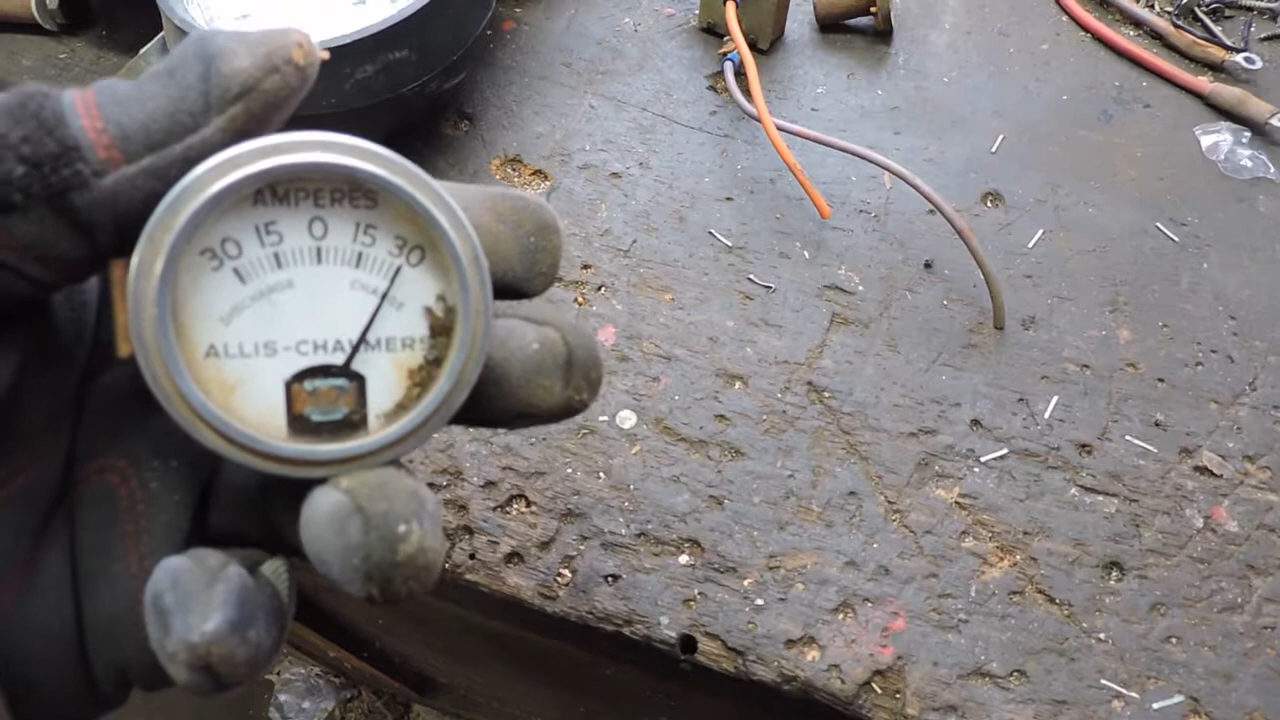 AMPERES
30 15 0 15 30
DISCHARGE CHARGE
ALLIS-CHALMERS